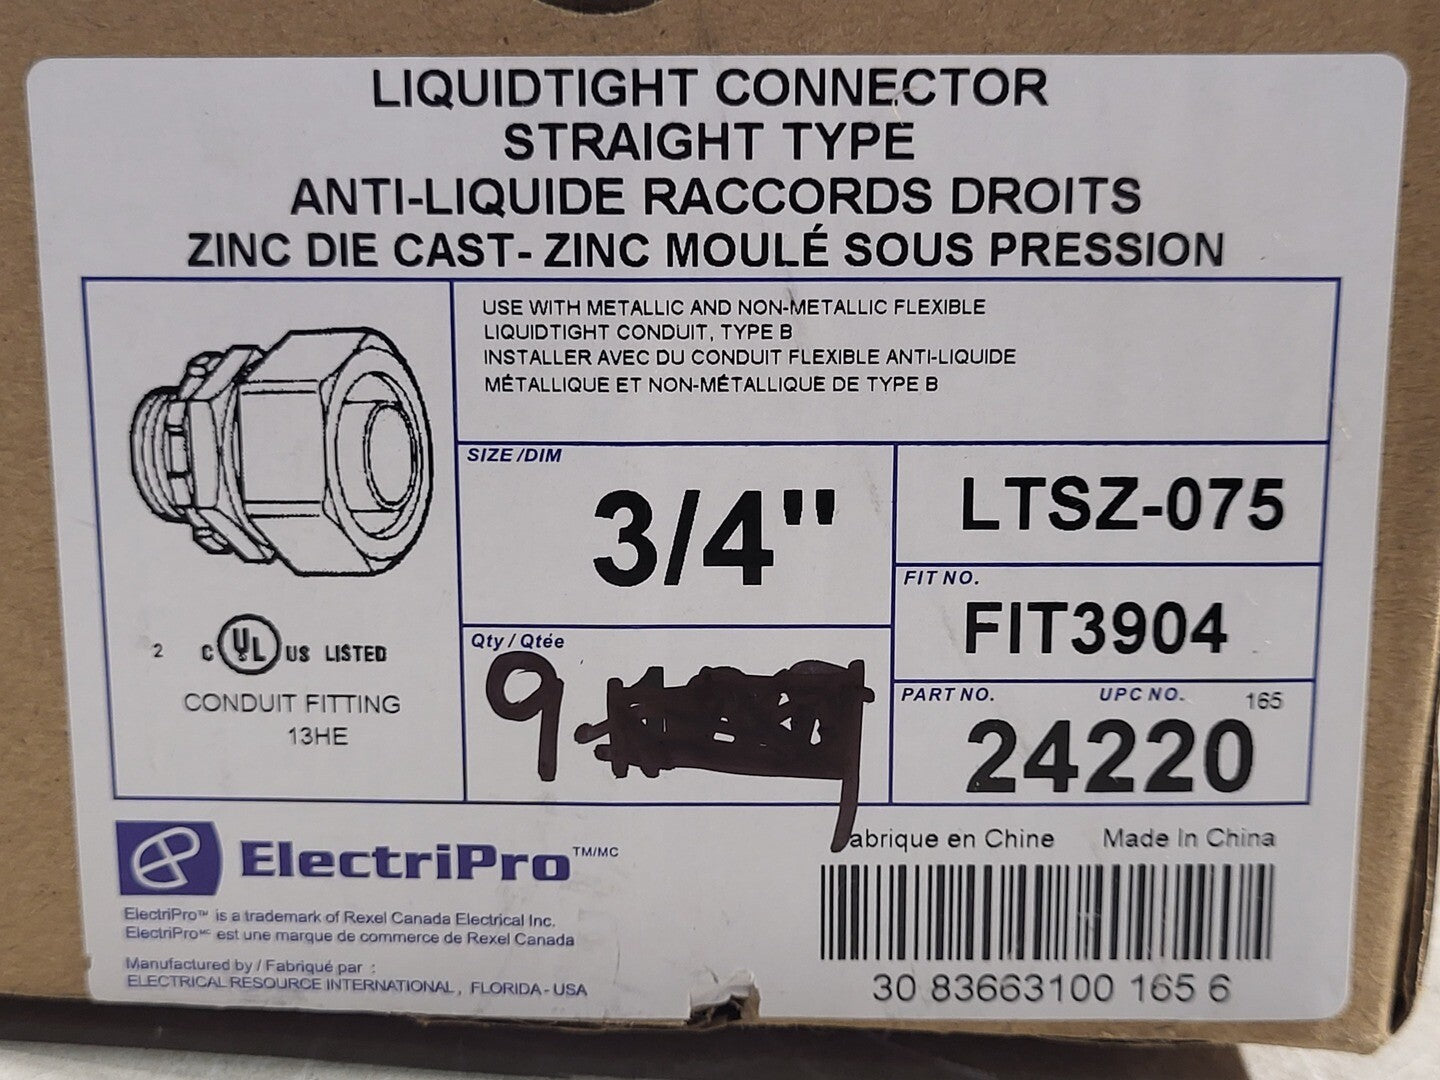 LIQUIDTIGHT CONNECTOR
STRAIGHT TYPE
ANTI-LIQUIDE RACCORDS DROITS
ZINC DIE CAST- ZINC MOULÉ SOUS PRESSION
USE WITH METALLIC AND NON-METALLIC FLEXIBLE
LIQUIDTIGHT CONDUIT, TYPE B
INSTALLER AVEC DU CONDUIT FLEXIBLE ANTI-LIQUIDE
MÉTALLIQUE ET NON-MÉTALLIQUE DE TYPE B
SIZE /DIM
3/4"
LTSZ-075
FIT NO.
FIT3904
Qty / Qtée
9
PART NO. UPC NO. 165
24220
2 C UL US LISTED
CONDUIT FITTING
13HE
ElectriPro TM/MC
ElectriPro™ is a trademark of Rexel Canada Electrical Inc.
ElectriPro MC est une marque de commerce de Rexel Canada
Manufactured by / Fabriqué par :
ELECTRICAL RESOURCE INTERNATIONAL, FLORIDA - USA
Fabrique en Chine Made In China
30 83663100 165 6